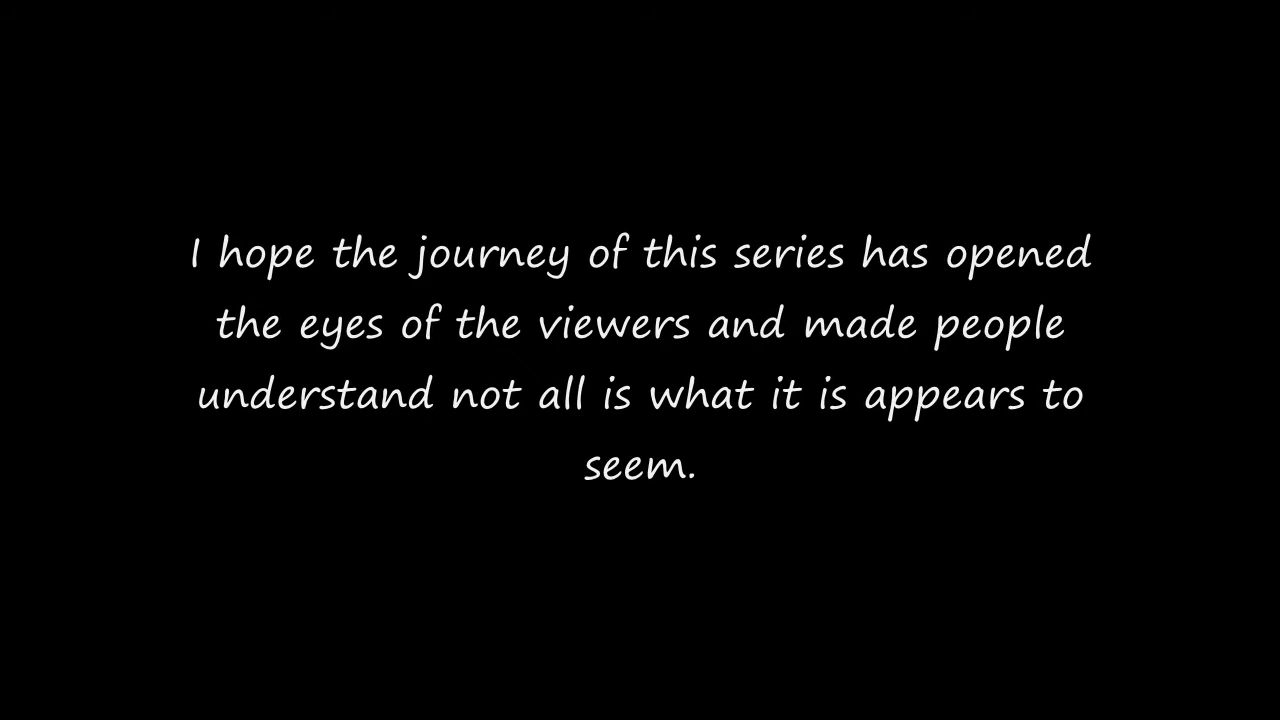 I hope the journey of this series has opened
the eyes of the viewers and made people
understand not all is what it is appears to
seem.